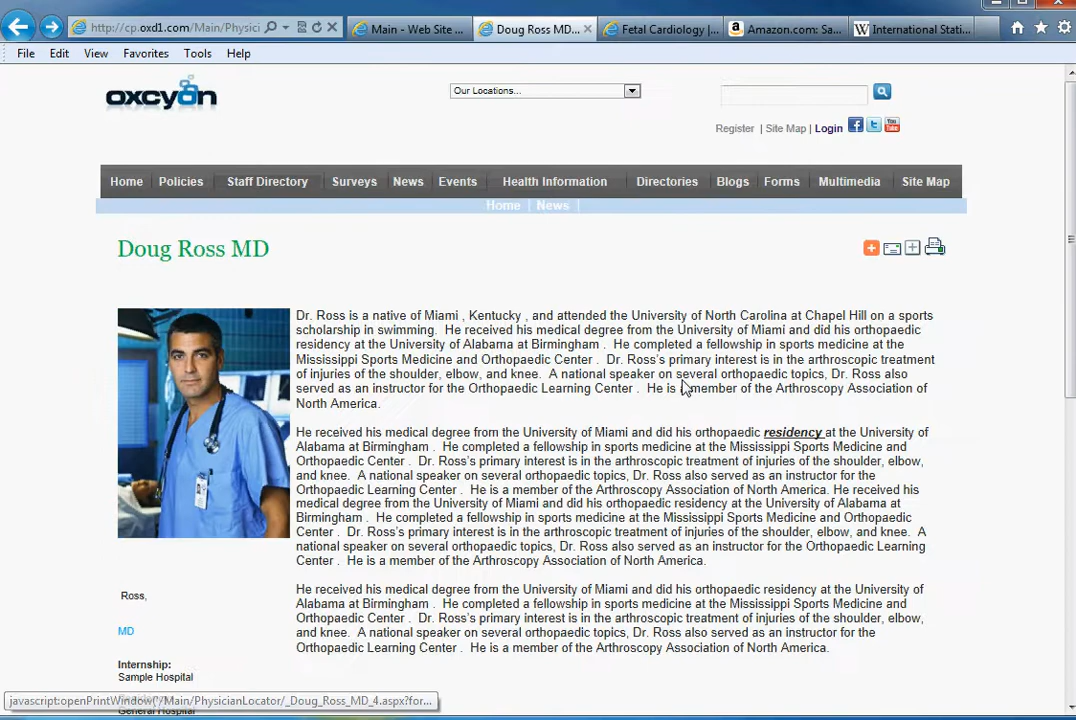 http://cp.oxd1.com/Main/Physici
Main - Web Site ...
Doug Ross MD...
Fetal Cardiology |...
Amazon.com: Sa...
International Stati...
File Edit View Favorites Tools Help
oxcyon
Our Locations...
Register | Site Map | Login
You Tube
Home Policies Staff Directory Surveys News Events Health Information Directories Blogs Forms Multimedia Site Map
Home | News |
Doug Ross MD
Dr. Ross is a native of Miami , Kentucky , and attended the University of North Carolina at Chapel Hill on a sports
scholarship in swimming. He received his medical degree from the University of Miami and did his orthopaedic
residency at the University of Alabama at Birmingham . He completed a fellowship in sports medicine at the
Mississippi Sports Medicine and Orthopaedic Center . Dr. Ross's primary interest is in the arthroscopic treatment
of injuries of the shoulder, elbow, and knee. A national speaker on several orthopaedic topics, Dr. Ross also
served as an instructor for the Orthopaedic Learning Center . He is a member of the Arthroscopy Association of
North America.
He received his medical degree from the University of Miami and did his orthopaedic residency at the University of
Alabama at Birmingham . He completed a fellowship in sports medicine at the Mississippi Sports Medicine and
Orthopaedic Center . Dr. Ross's primary interest is in the arthroscopic treatment of injuries of the shoulder, elbow,
and knee. A national speaker on several orthopaedic topics, Dr. Ross also served as an instructor for the
Orthopaedic Learning Center . He is a member of the Arthroscopy Association of North America. He received his
medical degree from the University of Miami and did his orthopaedic residency at the University of Alabama at
Birmingham . He completed a fellowship in sports medicine at the Mississippi Sports Medicine and Orthopaedic
Center . Dr. Ross's primary interest is in the arthroscopic treatment of injuries of the shoulder, elbow, and knee. A
national speaker on several orthopaedic topics, Dr. Ross also served as an instructor for the Orthopaedic Learning
Center . He is a member of the Arthroscopy Association of North America.
He received his medical degree from the University of Miami and did his orthopaedic residency at the University of
Alabama at Birmingham . He completed a fellowship in sports medicine at the Mississippi Sports Medicine and
Orthopaedic Center . Dr. Ross's primary interest is in the arthroscopic treatment of injuries of the shoulder, elbow,
and knee. A national speaker on several orthopaedic topics, Dr. Ross also served as an instructor for the
Orthopaedic Learning Center . He is a member of the Arthroscopy Association of North America.
Ross,
MD
Internship:
Sample Hospital
General Hospital
javascript:openPrintWindow('/Main/PhysicianLocator/_Doug_Ross_MD_4.aspx?for...